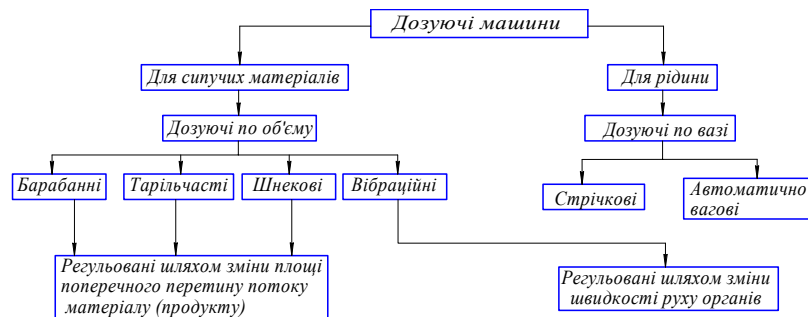 Дозуючі машини
Для сипучих матеріалів
Для рідини
Дозуючі по об'єму
Дозуючі по вазі
Барабанні
Тарільчасті
Шнекові
Вібраційні
Стрічкові
Автоматично
вагові
Регульовані шляхом зміни площі
поперечного перетину потоку
матеріалу (продукту)
Регульовані шляхом зміни
швидкості руху органів